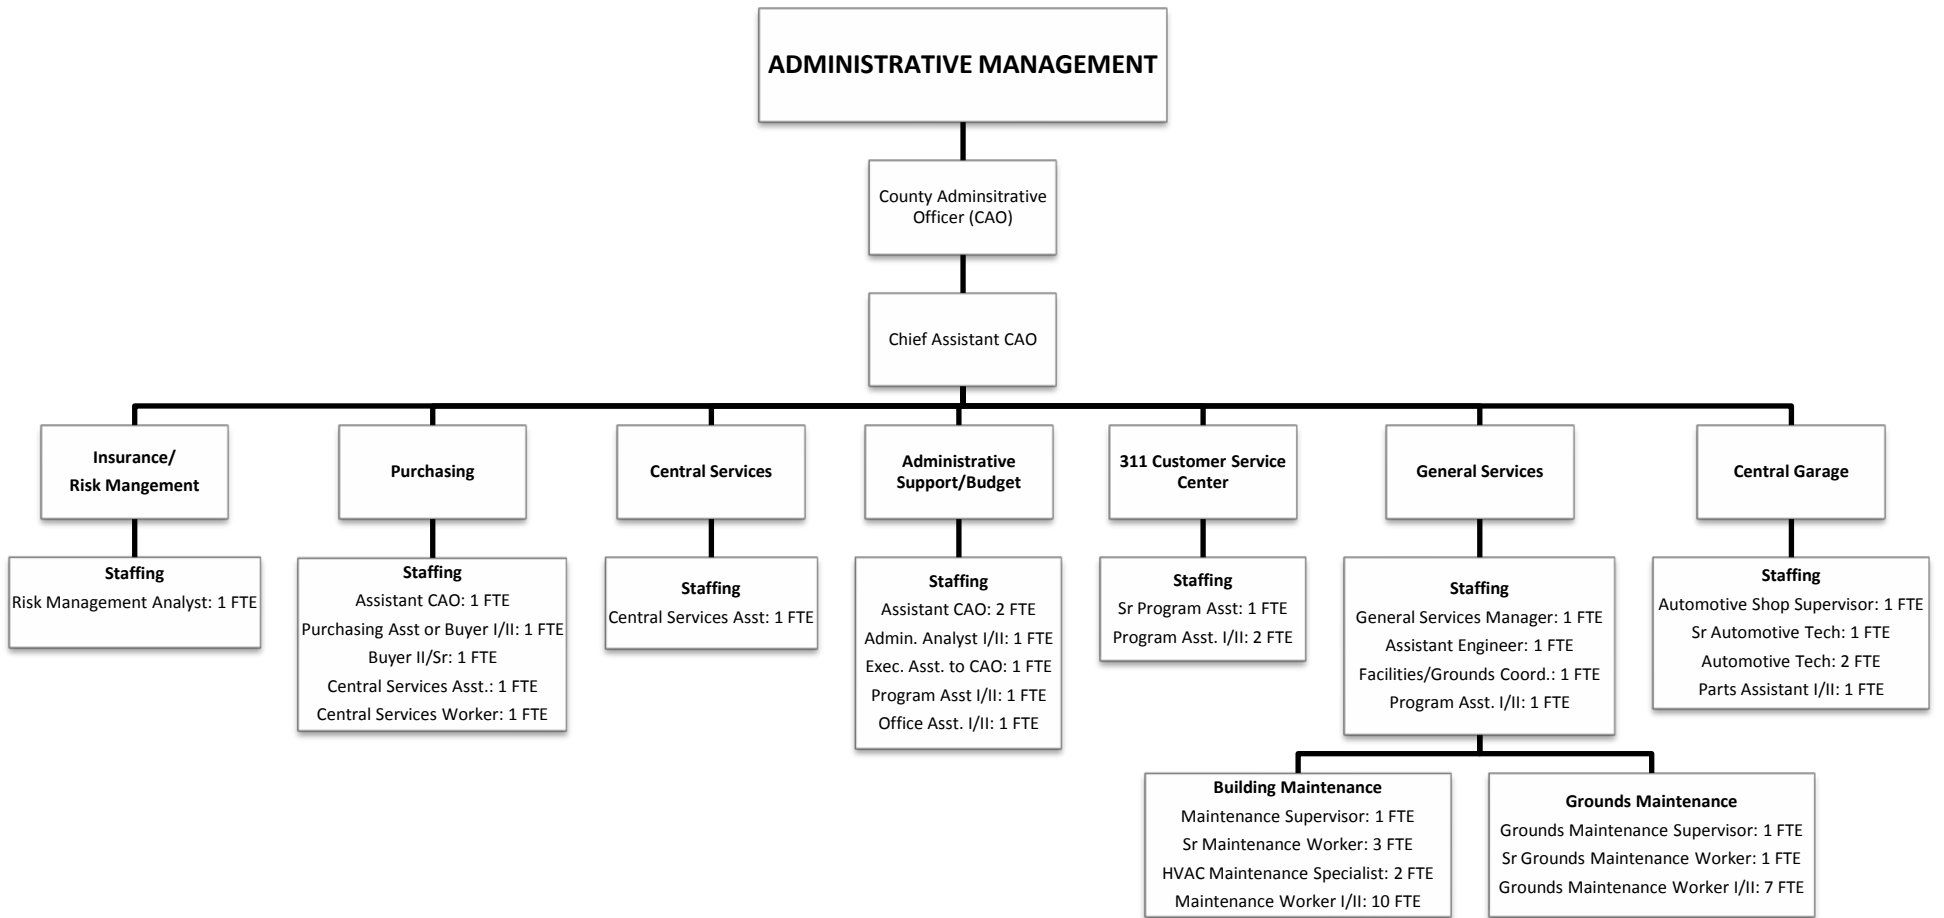 ADMINISTRATIVE MANAGEMENT
County Adminsitrative
Officer (CAO)
Chief Assistant CAO
Insurance/
Risk Mangement
Staffing
Risk Management Analyst: 1 FTE
Purchasing
Staffing
Assistant CAO: 1 FTE
Purchasing Asst or Buyer I/II: 1 FTE
Buyer II/Sr: 1 FTE
Central Services Asst.: 1 FTE
Central Services Worker: 1 FTE
Central Services
Staffing
Central Services Asst: 1 FTE
Administrative
Support/Budget
Staffing
Assistant CAO: 2 FTE
Admin. Analyst I/II: 1 FTE
Exec. Asst. to CAO: 1 FTE
Program Asst I/II: 1 FTE
Office Asst. I/II: 1 FTE
311 Customer Service
Center
Staffing
Sr Program Asst: 1 FTE
Program Asst. I/II: 2 FTE
General Services
Staffing
General Services Manager: 1 FTE
Assistant Engineer: 1 FTE
Facilities/Grounds Coord.: 1 FTE
Program Asst. I/II: 1 FTE
Building Maintenance
Maintenance Supervisor: 1 FTE
Sr Maintenance Worker: 3 FTE
HVAC Maintenance Specialist: 2 FTE
Maintenance Worker I/II: 10 FTE
Grounds Maintenance
Grounds Maintenance Supervisor: 1 FTE
Sr Grounds Maintenance Worker: 1 FTE
Grounds Maintenance Worker I/II: 7 FTE
Central Garage
Staffing
Automotive Shop Supervisor: 1 FTE
Sr Automotive Tech: 1 FTE
Automotive Tech: 2 FTE
Parts Assistant I/II: 1 FTE